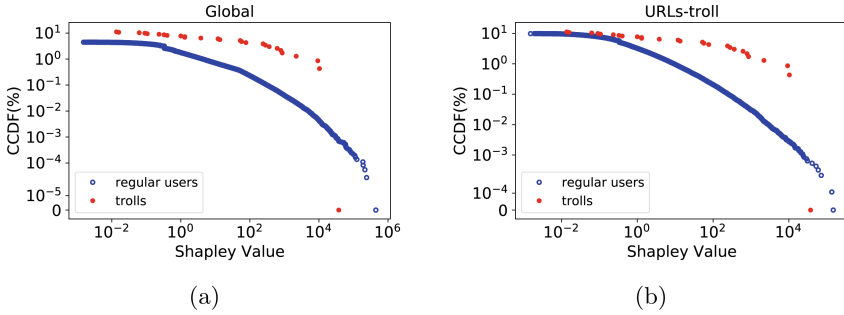 Global
CCDF(%)
10^1
10^0
10^-1
10^-2
10^-3
10^-4
10^-5
0
regular users
trolls
10^-2 10^0 10^2 10^4 10^6
Shapley Value
(a)
URLs-troll
CCDF(%)
10^1
10^0
10^-1
10^-2
10^-3
10^-4
0
regular users
trolls
10^-2 10^0 10^2 10^4
Shapley Value
(b)